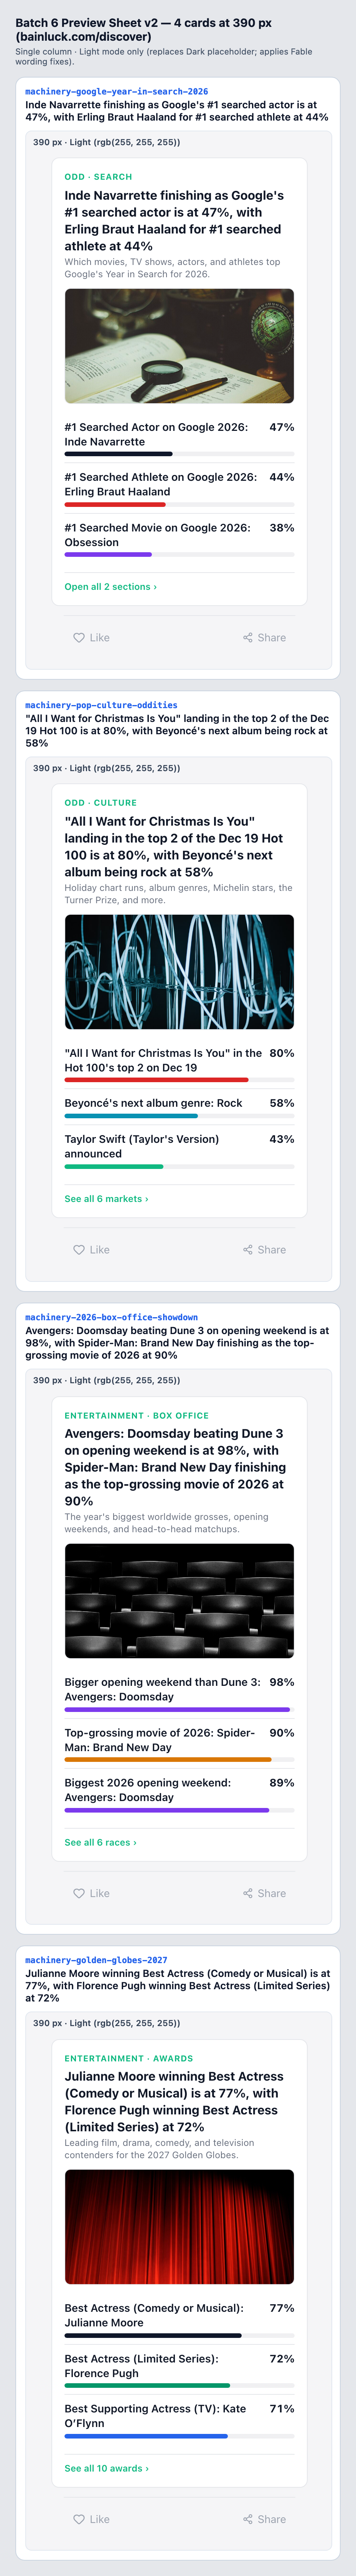 Batch 6 Preview Sheet v2 — 4 cards at 390 px
(bainluck.com/discover)
Single column · Light mode only (replaces Dark placeholder; applies Fable
wording fixes).
machinery-google-year-in-search-2026
Inde Navarrette finishing as Google's #1 searched actor is at
47%, with Erling Braut Haaland for #1 searched athlete at 44%
390 px · Light (rgb(255, 255, 255))
ODD · SEARCH
Inde Navarrette finishing as Google's
#1 searched actor is at 47%, with
Erling Braut Haaland for #1 searched
athlete at 44%
Which movies, TV shows, actors, and athletes top
Google's Year in Search for 2026.
#1 Searched Actor on Google 2026: 47%
Inde Navarrette
#1 Searched Athlete on Google 2026: 44%
Erling Braut Haaland
#1 Searched Movie on Google 2026: 38%
Obsession
Open all 2 sections ›
Like Share
machinery-pop-culture-oddities
"All I Want for Christmas Is You" landing in the top 2 of the Dec
19 Hot 100 is at 80%, with Beyoncé's next album being rock at
58%
390 px · Light (rgb(255, 255, 255))
ODD · CULTURE
"All I Want for Christmas Is You"
landing in the top 2 of the Dec 19 Hot
100 is at 80%, with Beyoncé's next
album being rock at 58%
Holiday chart runs, album genres, Michelin stars, the
Turner Prize, and more.
"All I Want for Christmas Is You" in the 80%
Hot 100's top 2 on Dec 19
Beyoncé's next album genre: Rock 58%
Taylor Swift (Taylor's Version) 43%
announced
See all 6 markets ›
Like Share
machinery-2026-box-office-showdown
Avengers: Doomsday beating Dune 3 on opening weekend is at
98%, with Spider-Man: Brand New Day finishing as the top-
grossing movie of 2026 at 90%
390 px · Light (rgb(255, 255, 255))
ENTERTAINMENT · BOX OFFICE
Avengers: Doomsday beating Dune 3
on opening weekend is at 98%, with
Spider-Man: Brand New Day finishing
as the top-grossing movie of 2026 at
90%
The year's biggest worldwide grosses, opening
weekends, and head-to-head matchups.
Bigger opening weekend than Dune 3: 98%
Avengers: Doomsday
Top-grossing movie of 2026: Spider- 90%
Man: Brand New Day
Biggest 2026 opening weekend: 89%
Avengers: Doomsday
See all 6 races ›
Like Share
machinery-golden-globes-2027
Julianne Moore winning Best Actress (Comedy or Musical) is at
77%, with Florence Pugh winning Best Actress (Limited Series)
at 72%
390 px · Light (rgb(255, 255, 255))
ENTERTAINMENT · AWARDS
Julianne Moore winning Best Actress
(Comedy or Musical) is at 77%, with
Florence Pugh winning Best Actress
(Limited Series) at 72%
Leading film, drama, comedy, and television
contenders for the 2027 Golden Globes.
Best Actress (Comedy or Musical): 77%
Julianne Moore
Best Actress (Limited Series): 72%
Florence Pugh
Best Supporting Actress (TV): Kate 71%
O'Flynn
See all 10 awards ›
Like Share